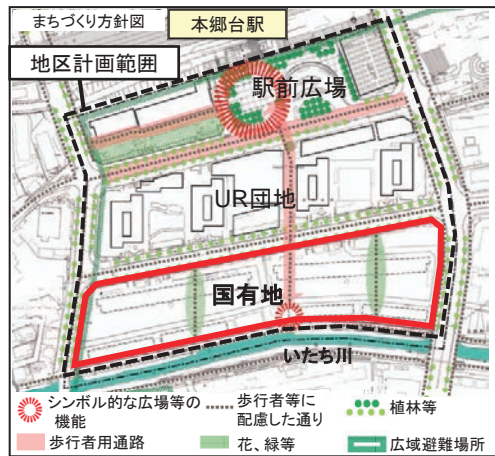 まちづくり方針図
本郷台駅
地区計画範囲
駅前広場
UR団地
国有地
いたち川
シンボル的な広場等の
機能
歩行者等に
配慮した通り
植林等
歩行者用通路
花、緑等
広域避難場所